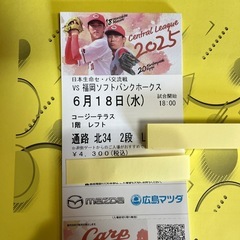 Central League
2025
日本生命セ・パ交流戦
VS 福岡ソフトバンクホークス
6月18日(水) 試合開始 18:00
コージーテラス
1階 レフト
通路 北34 2段
¥4,300(税込)
mazda 広島マツダ
Carp